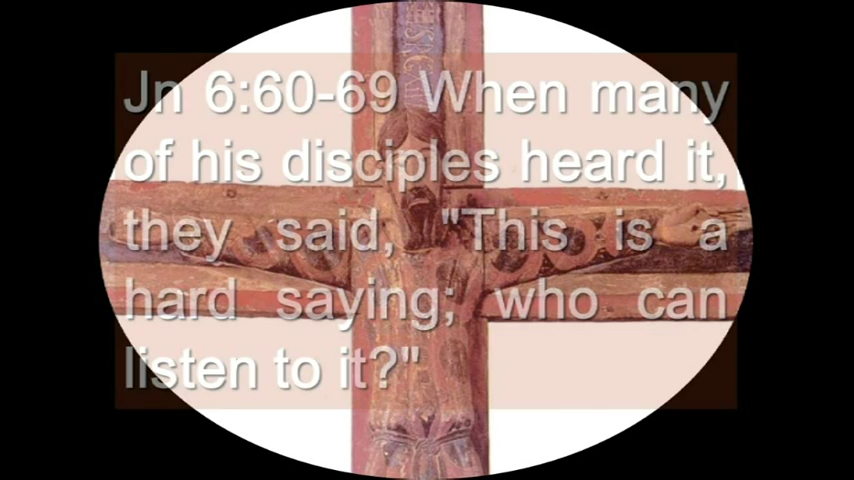 Jn 6:60-69 When many
of his disciples heard it,
they said, "This is a
hard saying; who can
listen to it?"